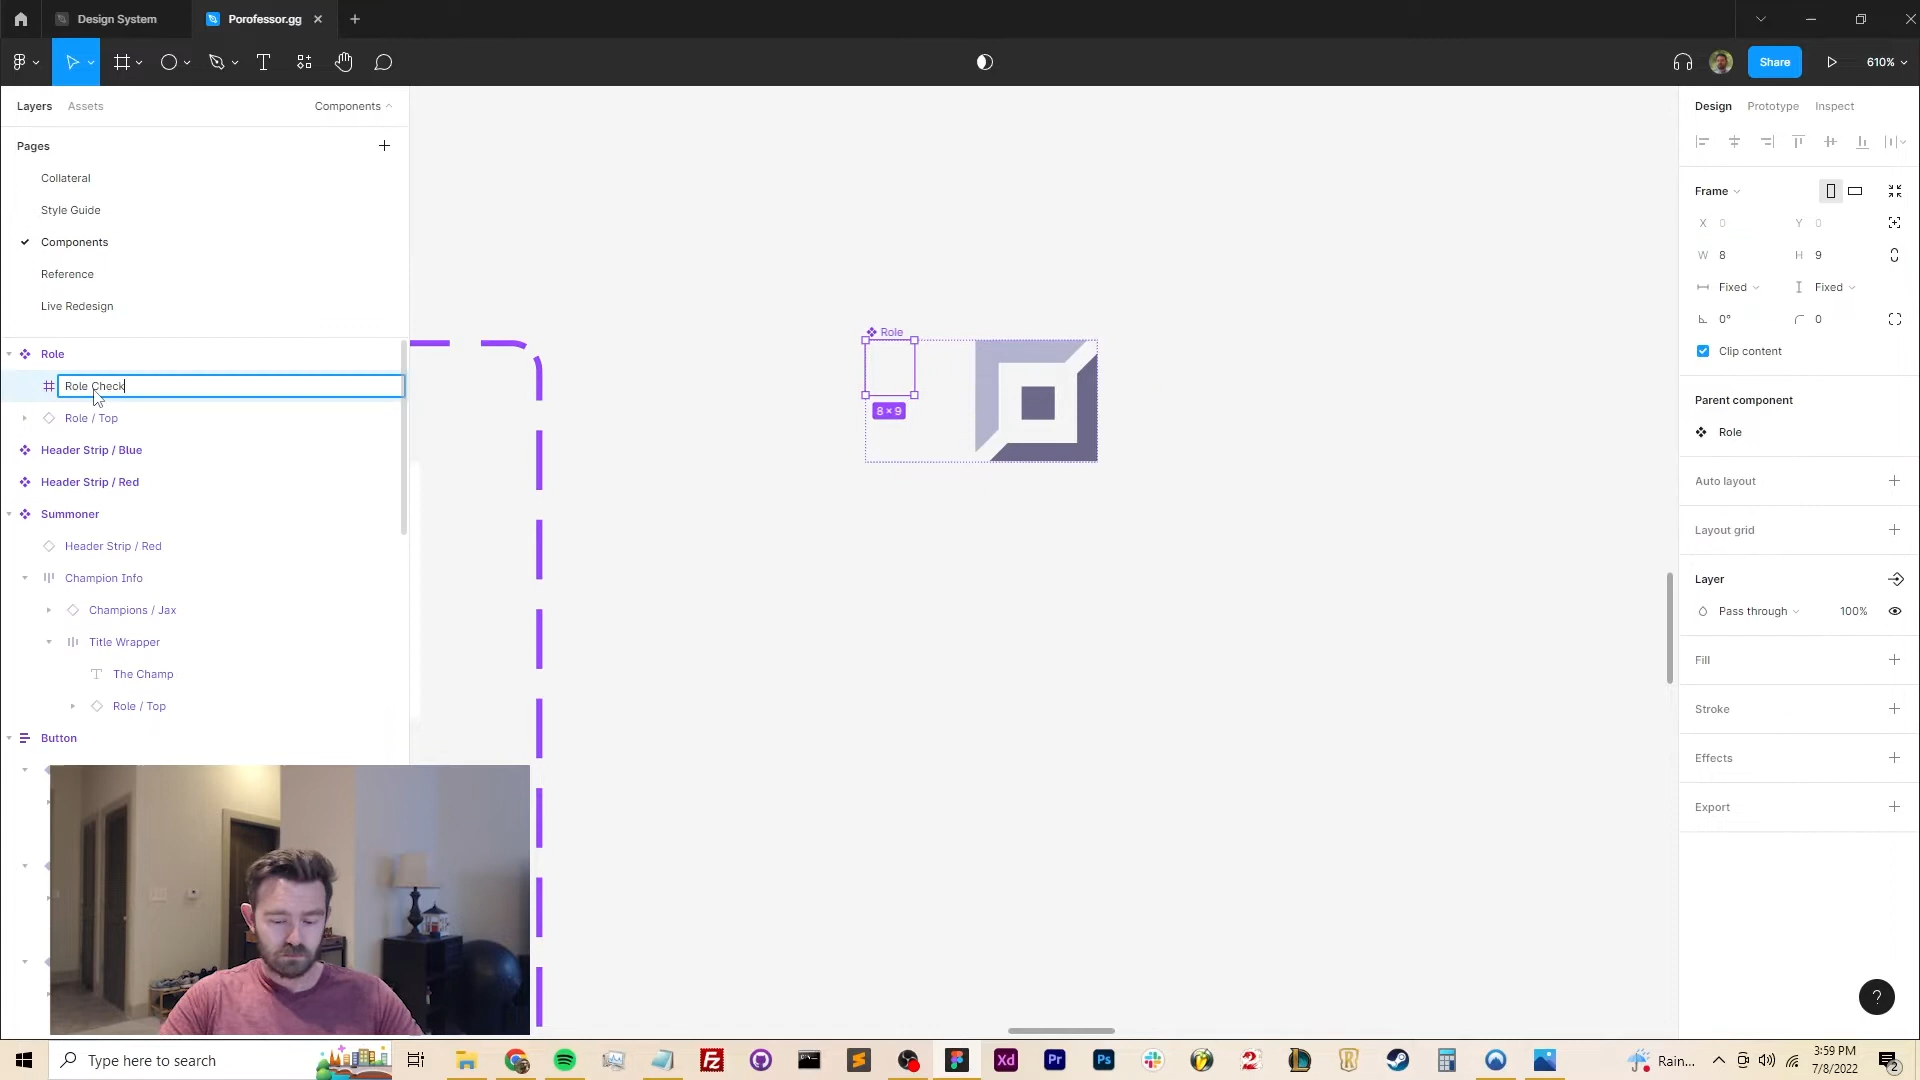 Design System
Porofessor.gg
Share
610%
Layers
Assets
Components
Pages
Collateral
Style Guide
Components
Reference
Live Redesign
Role
Role Check
Role / Top
Header Strip / Blue
Header Strip / Red
Summoner
Header Strip / Red
Champion Info
Champions / Jax
Title Wrapper
The Champ
Role / Top
Button
Role
8 × 9
Design
Prototype
Inspect
Frame
X 0
Y 0
W 8
H 9
Fixed
Fixed
0°
0
Clip content
Parent component
Role
Auto layout
Layout grid
Layer
Pass through
100%
Fill
Stroke
Effects
Export
?
Type here to search
Xd
Pr
Ps
Rain...
3:59 PM
7/8/2022
2